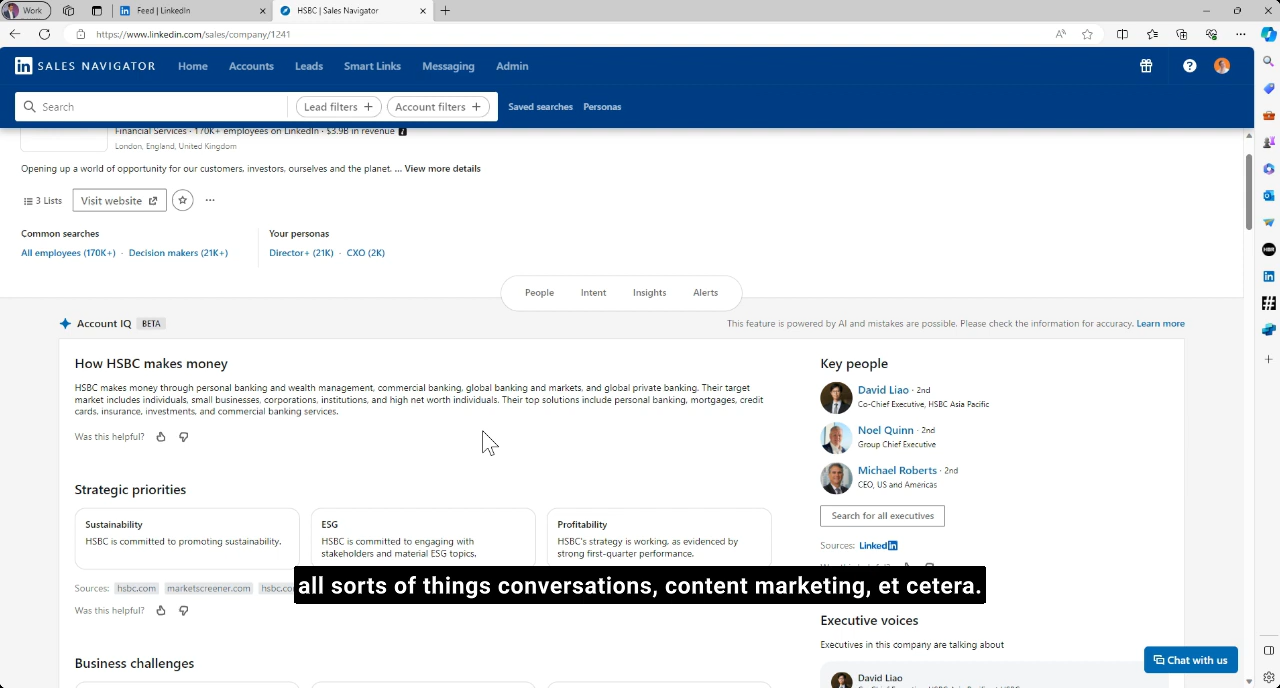 Work
Feed | LinkedIn
HSBC | Sales Navigator
https://www.linkedin.com/sales/company/1241
in SALES NAVIGATOR
Home
Accounts
Leads
Smart Links
Messaging
Admin
Search
Lead filters +
Account filters +
Saved searches
Personas
Financial Services · 170K+ employees on LinkedIn · $3.9B in revenue
London, England, United Kingdom
Opening up a world of opportunity for our customers, investors, ourselves and the planet. ... View more details
3 Lists
Visit website
Common searches
All employees (170K+) · Decision makers (21K+)
Your personas
Director+ (21K) · CXO (2K)
People
Intent
Insights
Alerts
Account IQ BETA
This feature is powered by AI and mistakes are possible. Please check the information for accuracy. Learn more
How HSBC makes money
HSBC makes money through personal banking and wealth management, commercial banking, global banking and markets, and global private banking. Their target
market includes individuals, small businesses, corporations, institutions, and high net worth individuals. Their top solutions include personal banking, mortgages, credit
cards, insurance, investments, and commercial banking services.
Was this helpful?
Key people
David Liao · 2nd
Co-Chief Executive, HSBC Asia Pacific
Noel Quinn · 2nd
Group Chief Executive
Michael Roberts · 2nd
CEO, US and Americas
Search for all executives
Sources: LinkedIn
Strategic priorities
Sustainability
HSBC is committed to promoting sustainability.
ESG
HSBC is committed to engaging with
stakeholders and material ESG topics.
Profitability
HSBC's strategy is working, as evidenced by
strong first-quarter performance.
Sources: hsbc.com marketscreener.com
all sorts of things conversations, content marketing, et cetera.
Was this helpful?
Executive voices
Executives in this company are talking about
David Liao
Business challenges
Chat with us